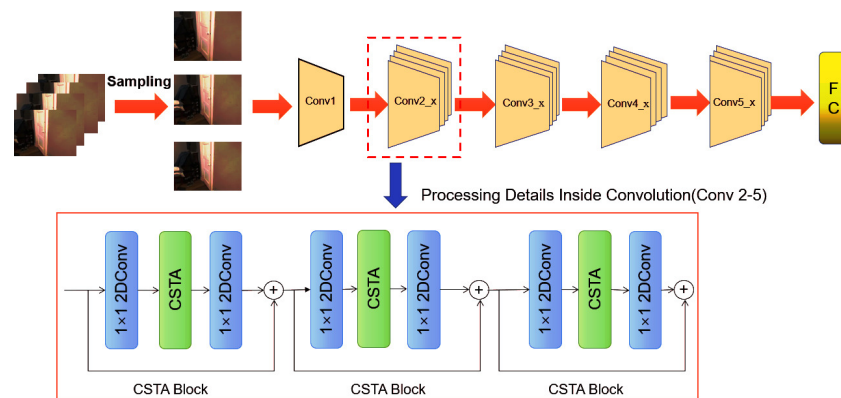 Sampling
Conv1
Conv2_x
Conv3_x
Conv4_x
Conv5_x
F
C
Processing Details Inside Convolution(Conv 2-5)
1×1 2DConv
CSTA
1×1 2DConv
1×1 2DConv
CSTA
1×1 2DConv
1×1 2DConv
CSTA
1×1 2DConv
CSTA Block
CSTA Block
CSTA Block